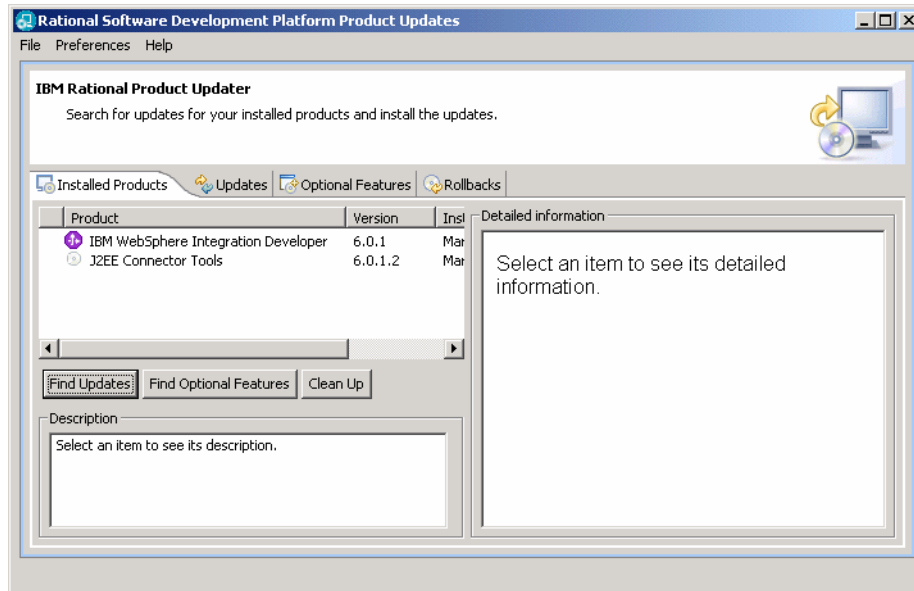 Rational Software Development Platform Product Updates
File Preferences Help
IBM Rational Product Updater
Search for updates for your installed products and install the updates.
Installed Products Updates Optional Features Rollbacks
Product Version Inst
IBM WebSphere Integration Developer 6.0.1 Mar
J2EE Connector Tools 6.0.1.2 Mar
Find Updates Find Optional Features Clean Up
Description
Select an item to see its description.
Detailed information
Select an item to see its detailed
information.